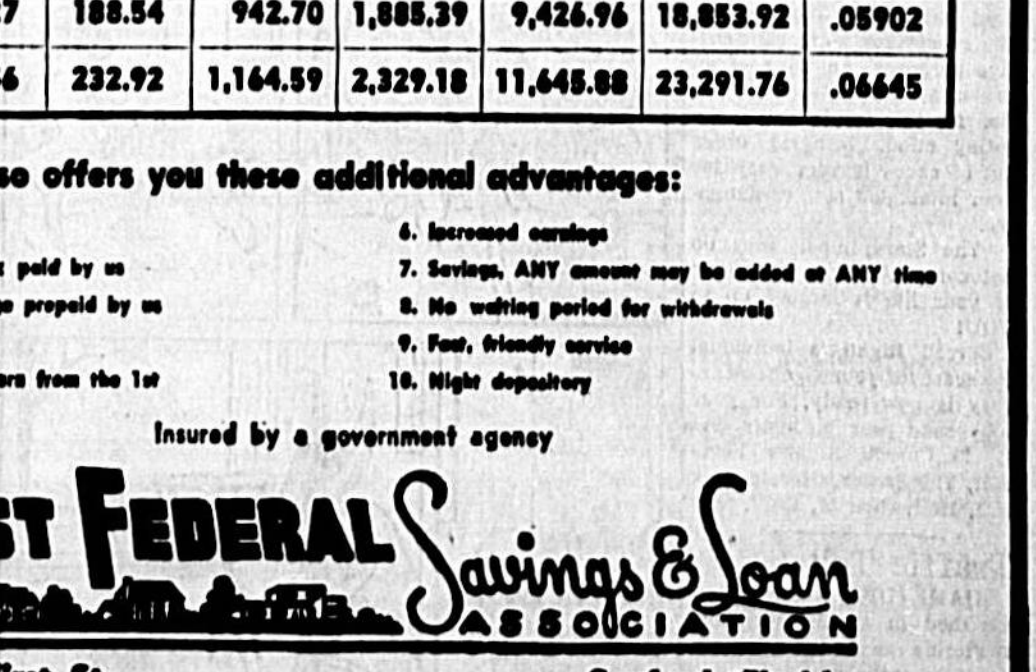 188.54 942.70 1,885.39 9,426.96 18,853.92 .05902
232.92 1,164.59 2,329.18 11,645.88 23,291.76 .06645
so offers you these additional advantages:
6. Increased earnings
paid by us
7. Savings, ANY amount may be added at ANY time
prepaid by us
8. No waiting period for withdrawals
9. Fast, friendly service
from the 1st
10. Night depository
Insured by a government agency
ST FEDERAL Savings & Loan
ASSOCIATION